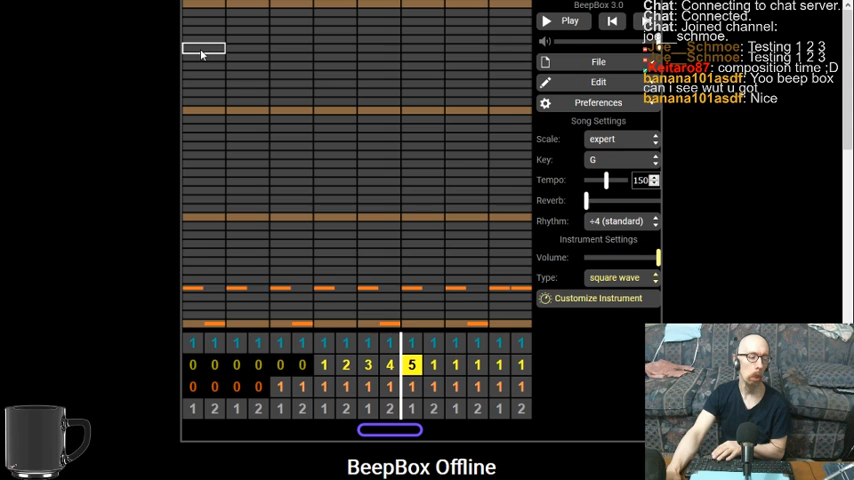 BeepBox 3.0
Play
File
Edit
Preferences
Song Settings
Scale: expert
Key: G
Tempo: 150
Reverb:
Rhythm: ÷4 (standard)
Instrument Settings
Volume:
Type: square wave
Customize Instrument
Chat: Connecting to chat server.
Chat: Connected.
Chat: Joined channel:
joe__schmoe.
Joe__Schmoe: Testing 1 2 3
Joe__Schmoe: Testing 1 2 3
Keitaro87: composition time ;D
banana101asdf: Yoo beep box
can i see wut u got
banana101asdf: Nice
1 1 1 1 1 1 1 1 1 1 1 1 1 1 1 1
0 0 0 0 0 0 1 2 3 4 5 1 1 1 1 1
0 0 0 0 1 1 1 1 1 1 1 1 1 1 1 1
1 2 1 2 1 2 1 2 1 2 1 2 1 2 1 2
BeepBox Offline